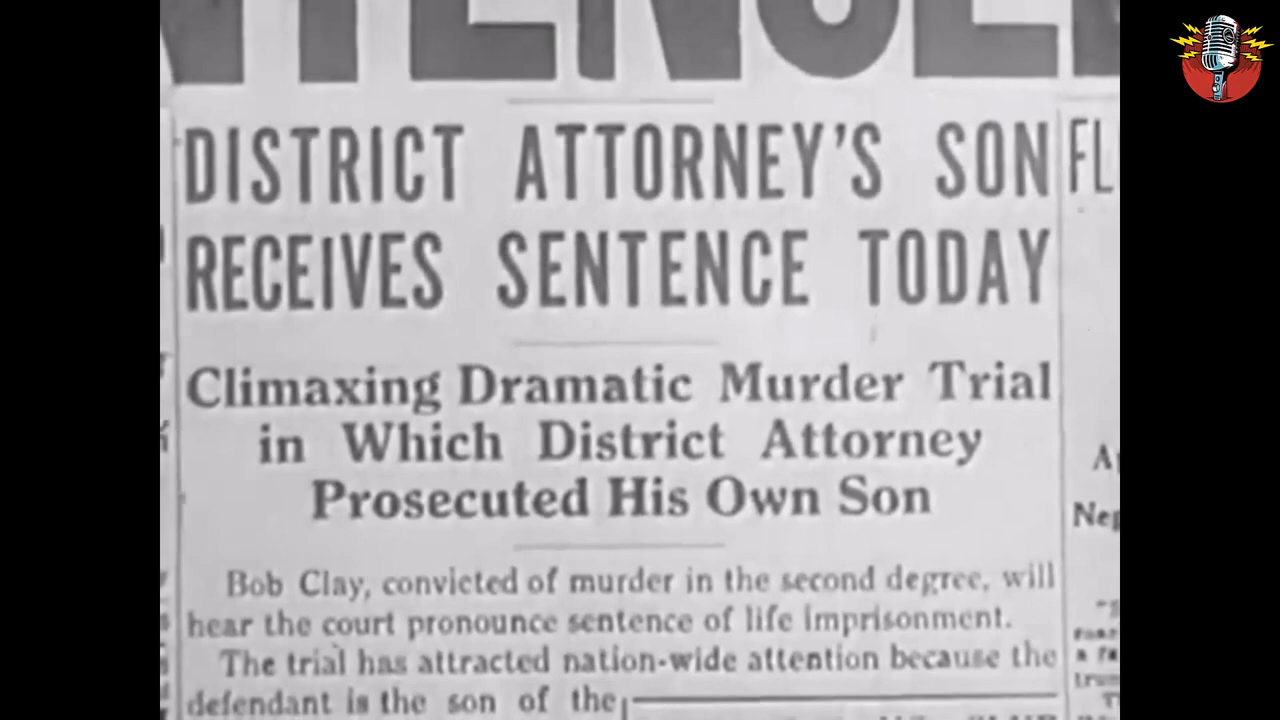 DISTRICT ATTORNEY'S SON
RECEIVES SENTENCE TODAY
Climaxing Dramatic Murder Trial
in Which District Attorney
Prosecuted His Own Son
Bob Clay, convicted of murder in the second degree, will
hear the court pronounce sentence of life imprisonment.
The trial has attracted nation-wide attention because the
defendant is the son of the